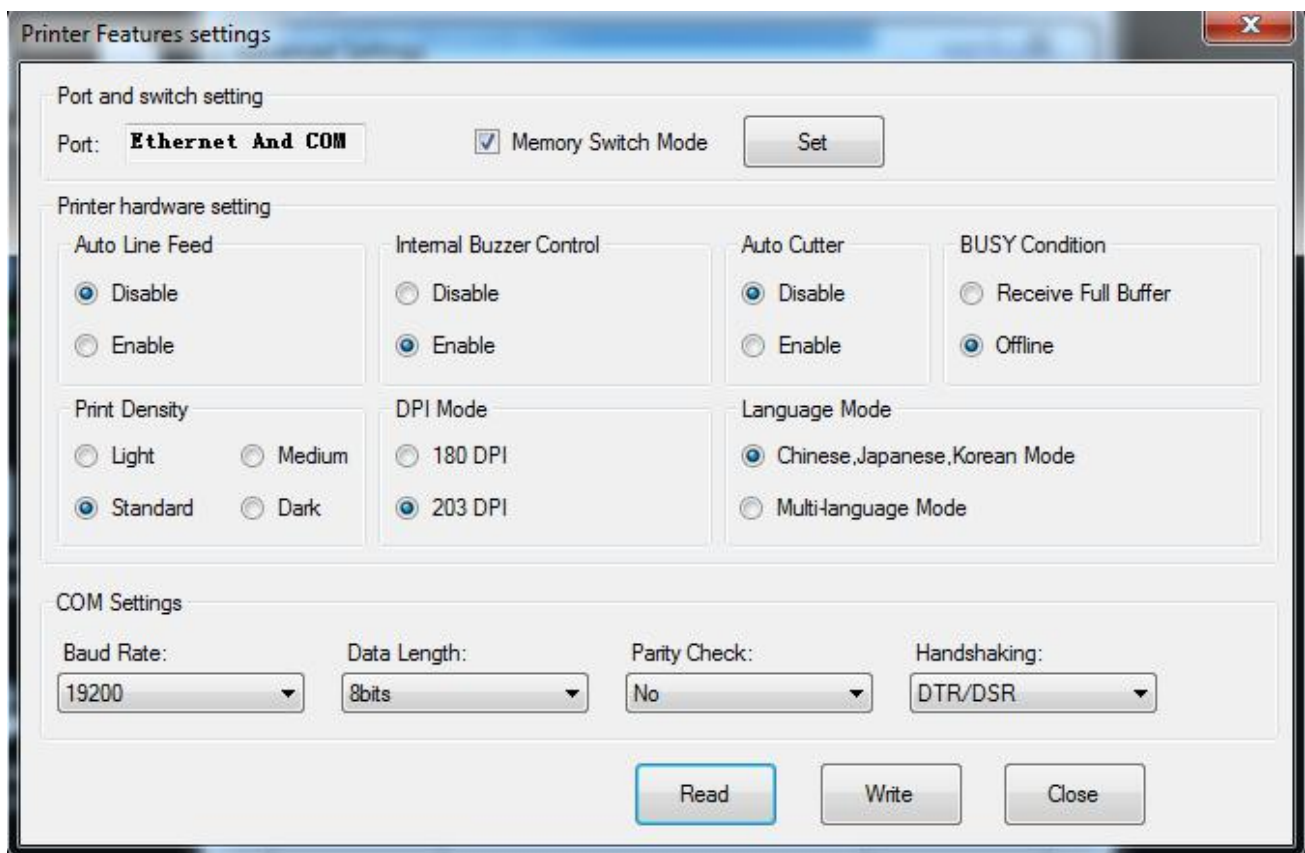 Printer Features settings
Port and switch setting
Port: Ethernet And COM Memory Switch Mode Set
Printer hardware setting
Auto Line Feed Internal Buzzer Control Auto Cutter BUSY Condition
Disable Disable Disable Receive Full Buffer
Enable Enable Enable Offline
Print Density DPI Mode Language Mode
Light Medium 180 DPI Chinese,Japanese,Korean Mode
Standard Dark 203 DPI Multi-language Mode
COM Settings
Baud Rate: Data Length: Parity Check: Handshaking:
19200 8bits No DTR/DSR
Read Write Close